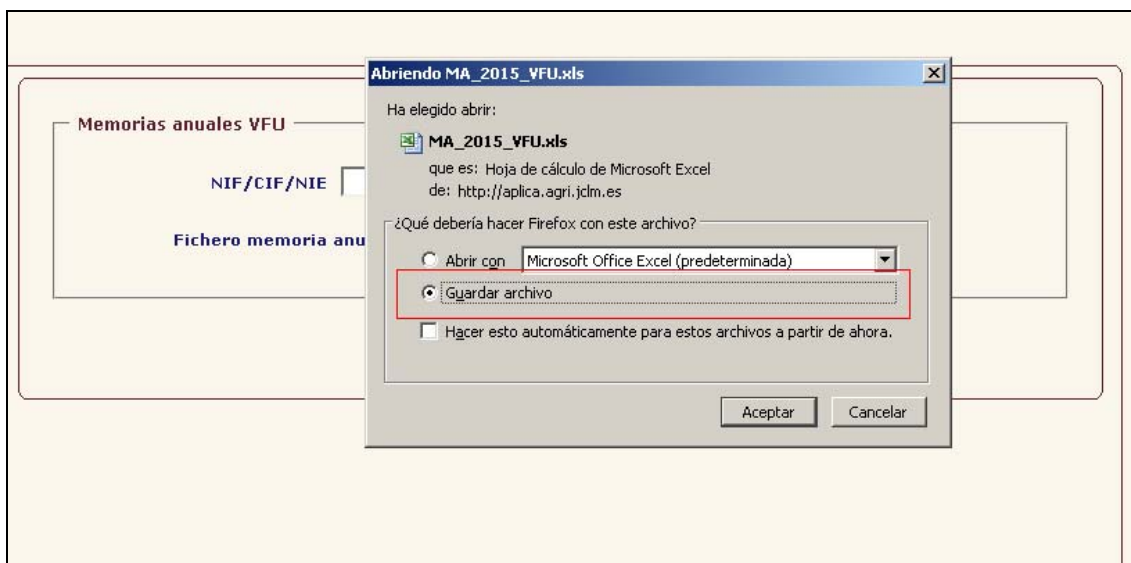 Abriendo MA_2015_VFU.xls
Ha elegido abrir:
MA_2015_VFU.xls
que es: Hoja de cálculo de Microsoft Excel
de: http://aplica.agri.jclm.es
¿Qué debería hacer Firefox con este archivo?
Abrir con Microsoft Office Excel (predeterminada)
Guardar archivo
Hacer esto automáticamente para estos archivos a partir de ahora.
Aceptar Cancelar
Memorias anuales VFU
NIF/CIF/NIE
Fichero memoria anu